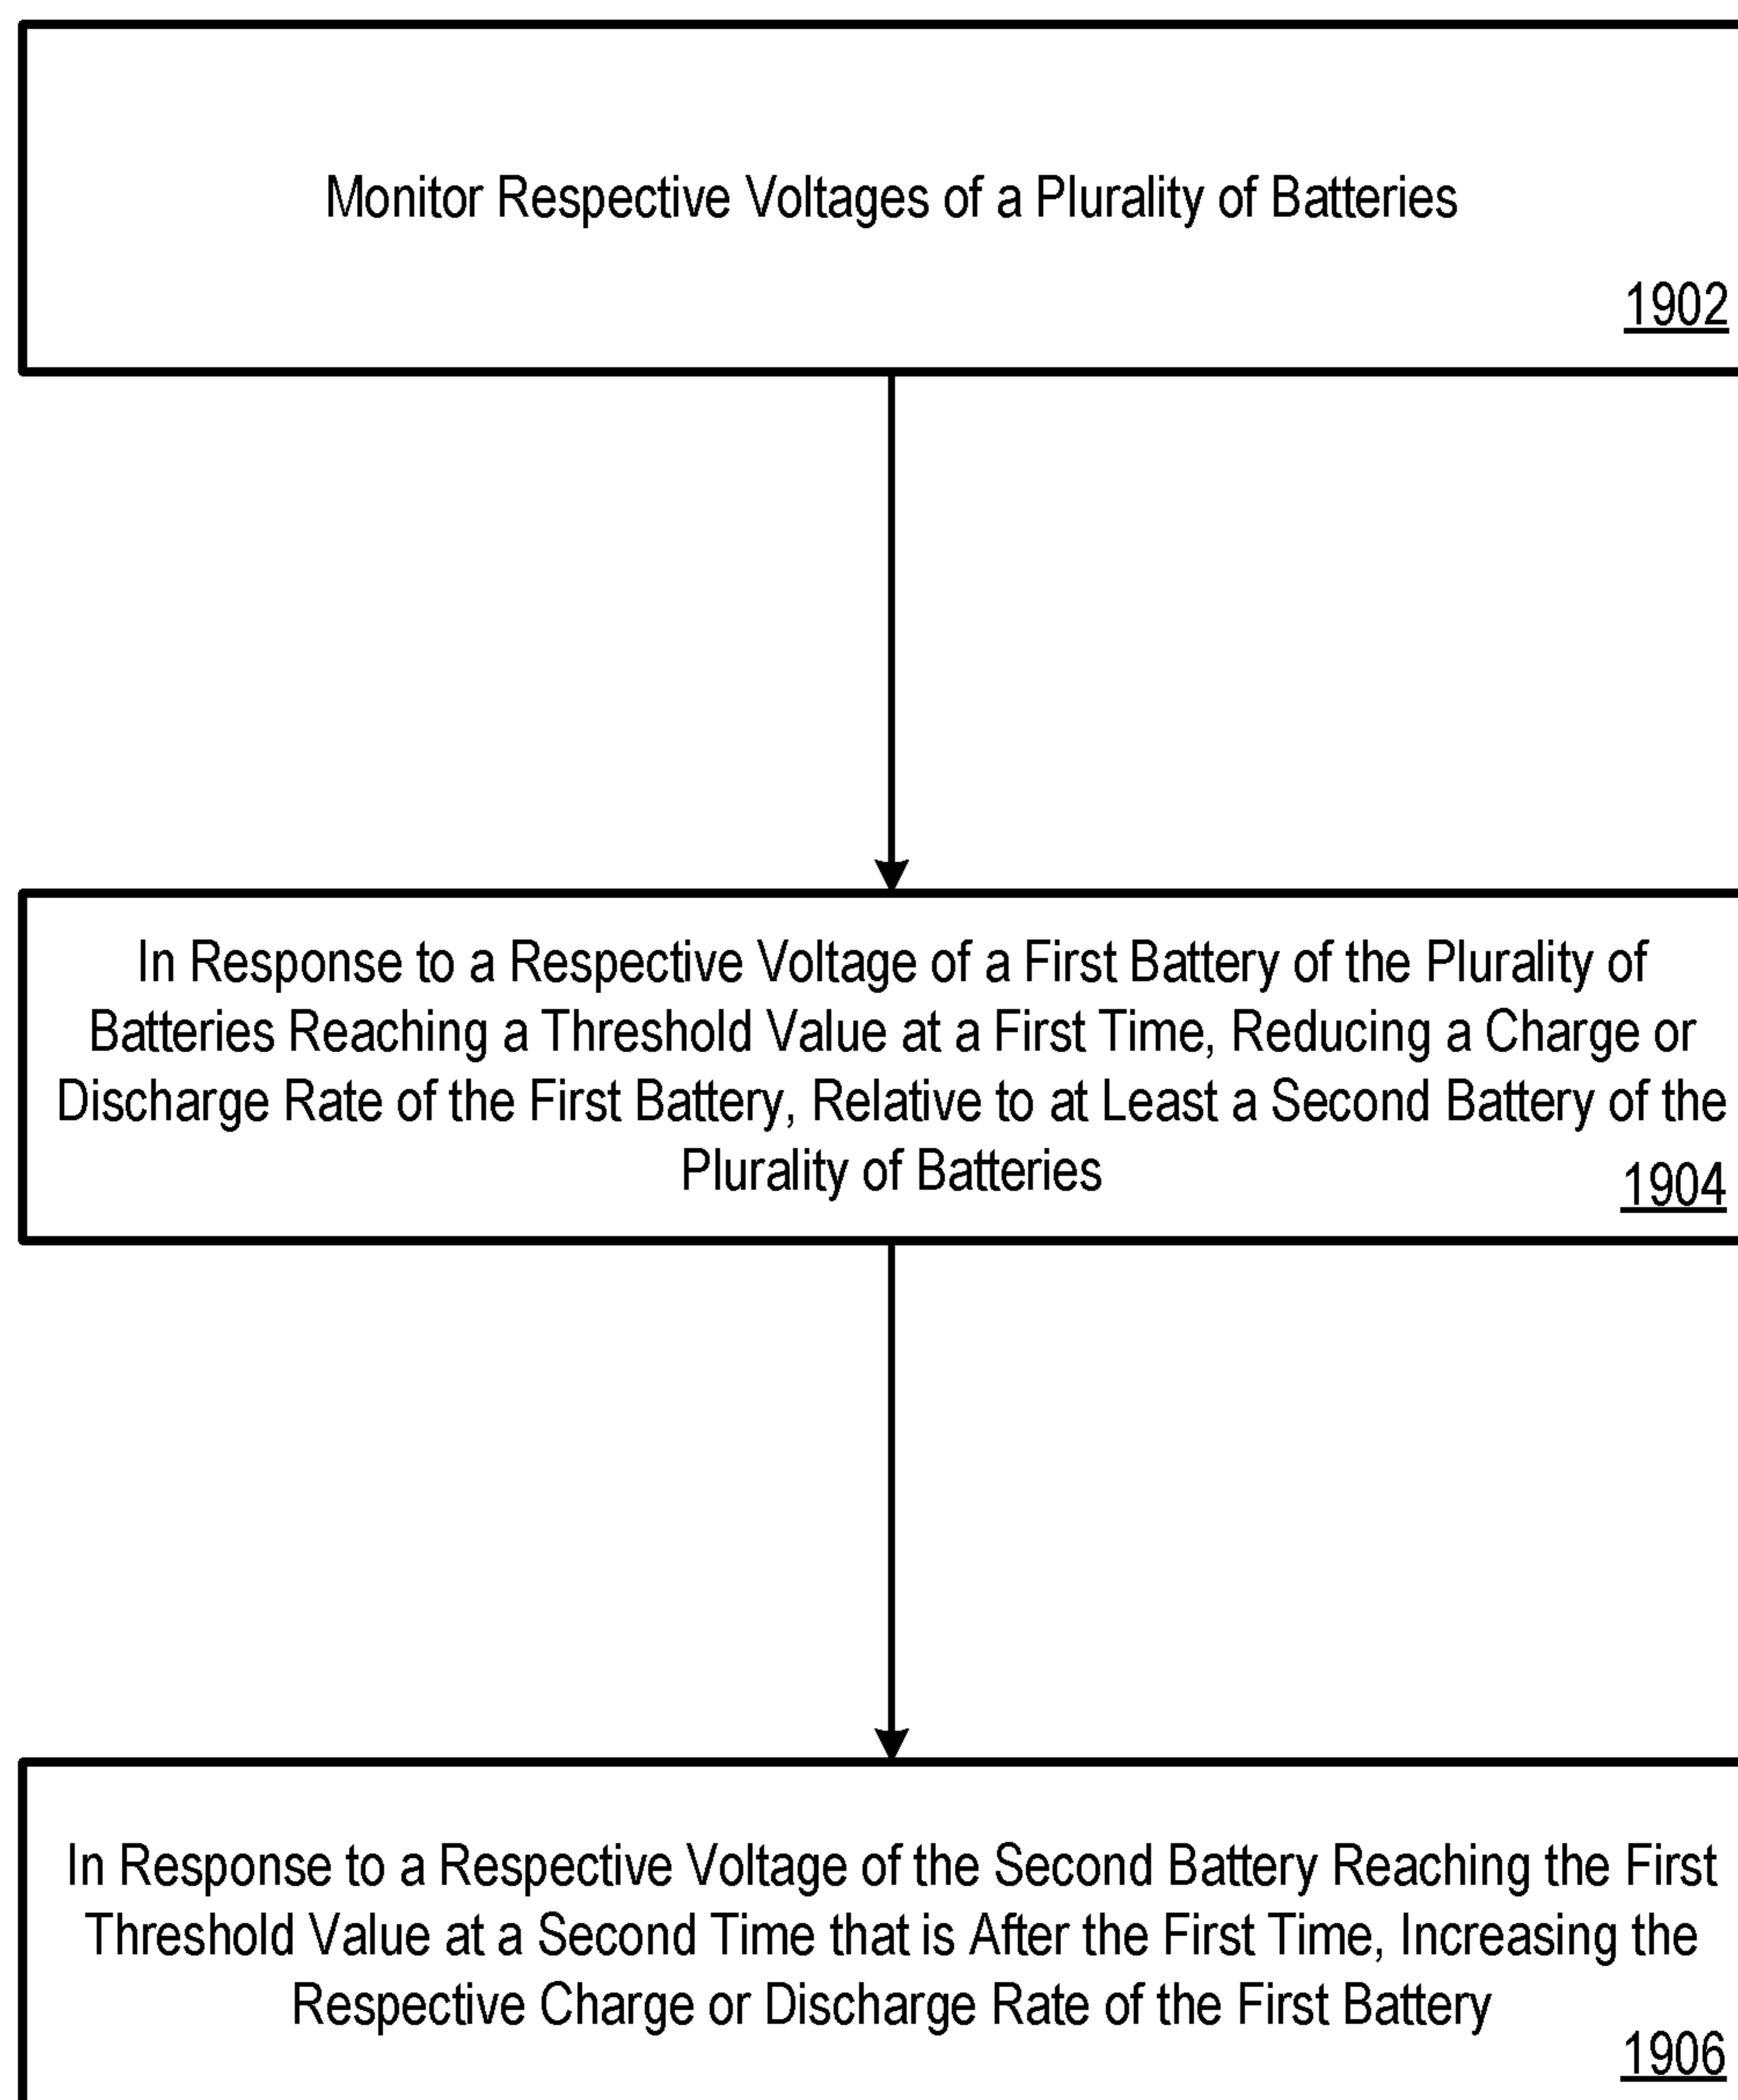 Monitor Respective Voltages of a Plurality of Batteries
1902
In Response to a Respective Voltage of a First Battery of the Plurality of
Batteries Reaching a Threshold Value at a First Time, Reducing a Charge or
Discharge Rate of the First Battery, Relative to at Least a Second Battery of the
Plurality of Batteries
1904
In Response to a Respective Voltage of the Second Battery Reaching the First
Threshold Value at a Second Time that is After the First Time, Increasing the
Respective Charge or Discharge Rate of the First Battery
1906